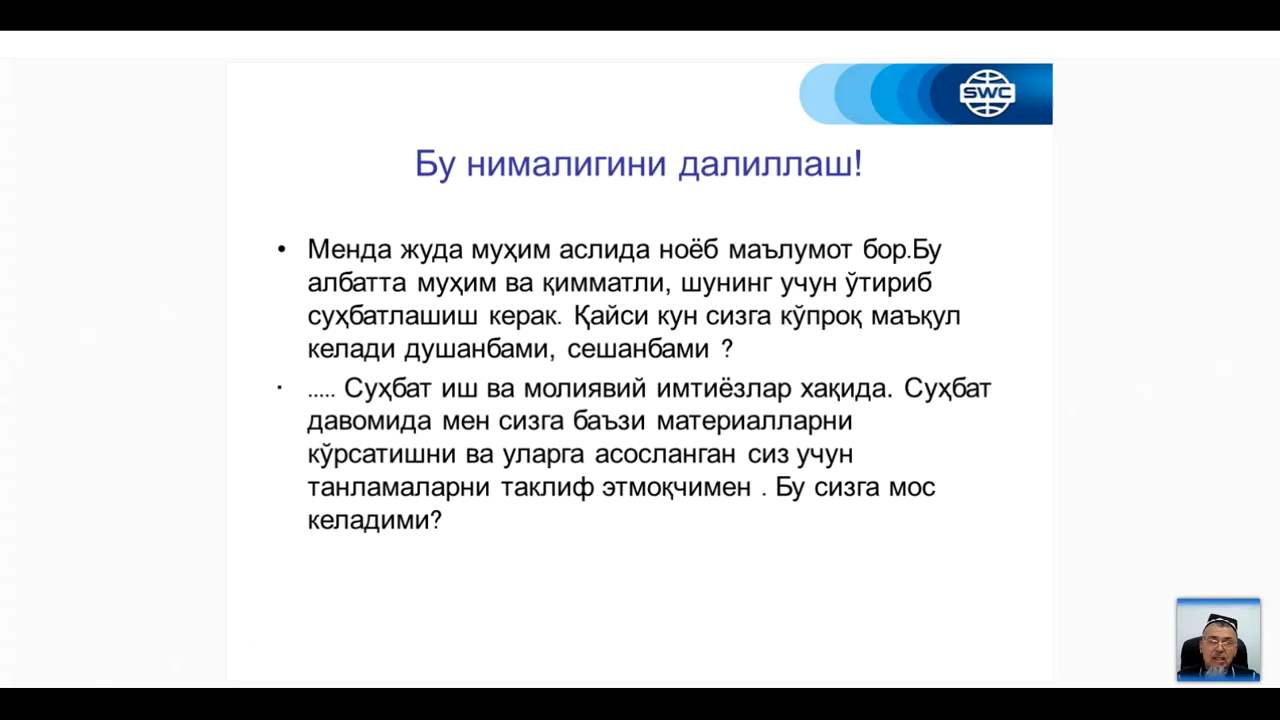 SWC
Бу нималигини далиллаш!
• Менда жуда муҳим аслида ноёб маълумот бор.Бу
албатта муҳим ва қимматли, шунинг учун ўтириб
суҳбатлашиш керак. Қайси кун сизга кўпроқ маъқул
келади душанбами, сешанбами ?
• ..... Суҳбат иш ва молиявий имтиёзлар хақида. Суҳбат
давомида мен сизга баъзи материалларни
кўрсатишни ва уларга асосланган сиз учун
танламаларни таклиф этмоқчимен . Бу сизга мос
келадими?